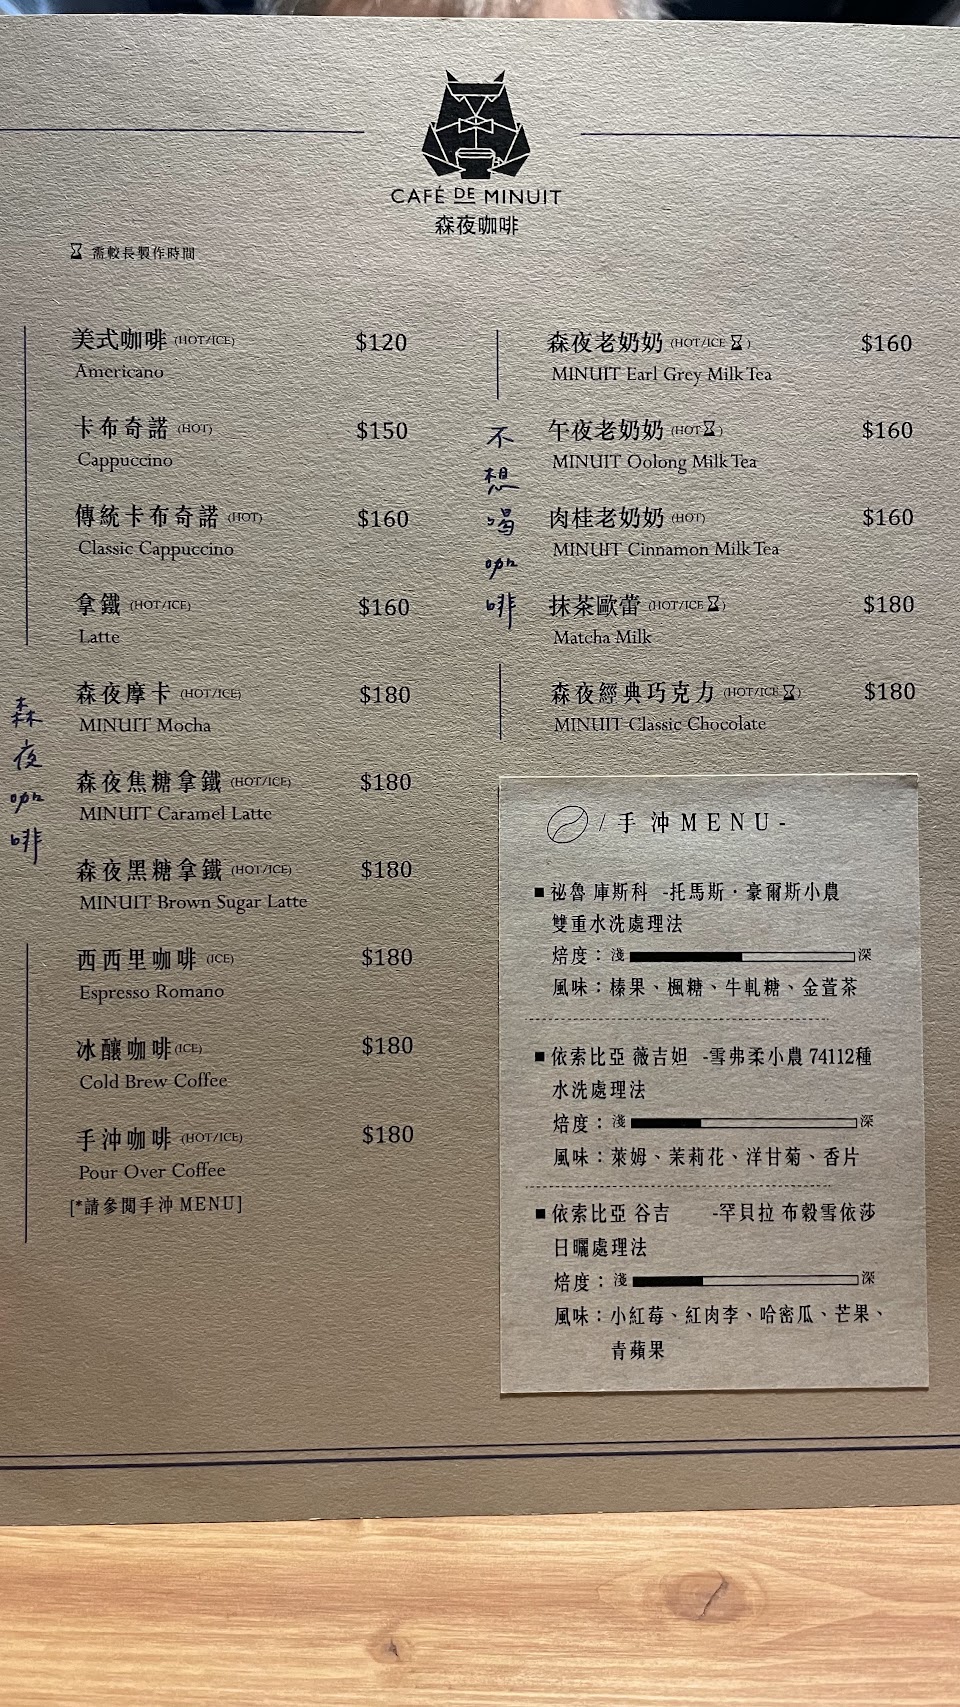 CAFÉ DE MINUIT
森夜咖啡
需較長製作時間
森夜咖啡
美式咖啡 (HOT/ICE) $120
Americano
卡布奇諾 (HOT) $150
Cappuccino
傳統卡布奇諾 (HOT) $160
Classic Cappuccino
拿鐵 (HOT/ICE) $160
Latte
森夜摩卡 (HOT/ICE) $180
MINUIT Mocha
森夜焦糖拿鐵 (HOT/ICE) $180
MINUIT Caramel Latte
森夜黑糖拿鐵 (HOT/ICE) $180
MINUIT Brown Sugar Latte
西西里咖啡 (ICE) $180
Espresso Romano
冰釀咖啡 (ICE) $180
Cold Brew Coffee
手沖咖啡 (HOT/ICE) $180
Pour Over Coffee
[*請參閱手沖 MENU]
不想喝咖啡
森夜老奶奶 (HOT/ICE) $160
MINUIT Earl Grey Milk Tea
午夜老奶奶 (HOT) $160
MINUIT Oolong Milk Tea
肉桂老奶奶 (HOT) $160
MINUIT Cinnamon Milk Tea
抹茶歐蕾 (HOT/ICE) $180
Matcha Milk
森夜經典巧克力 (HOT/ICE) $180
MINUIT Classic Chocolate
/ 手沖MENU-
■祕魯 庫斯科 -托馬斯・豪爾斯小農
雙重水洗處理法
焙度：淺 深
風味：榛果、楓糖、牛軋糖、金萱茶
■依索比亞 薇吉妲 -雪弗柔小農 74112種
水洗處理法
焙度：淺 深
風味：萊姆、茉莉花、洋甘菊、香片
■依索比亞 谷吉 -罕貝拉 布穀雪依莎
日曬處理法
焙度：淺 深
風味：小紅莓、紅肉李、哈密瓜、芒果、
青蘋果